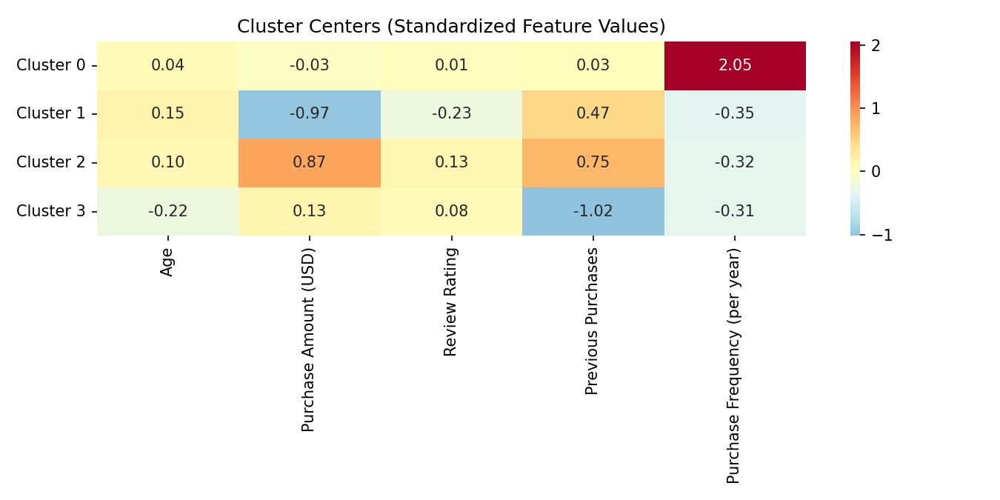 Cluster Centers (Standardized Feature Values)
Cluster 0 0.04 -0.03 0.01 0.03 2.05
Cluster 1 0.15 -0.97 -0.23 0.47 -0.35
Cluster 2 0.10 0.87 0.13 0.75 -0.32
Cluster 3 -0.22 0.13 0.08 -1.02 -0.31
Age
Purchase Amount (USD)
Review Rating
Previous Purchases
Purchase Frequency (per year)
2
1
0
−1